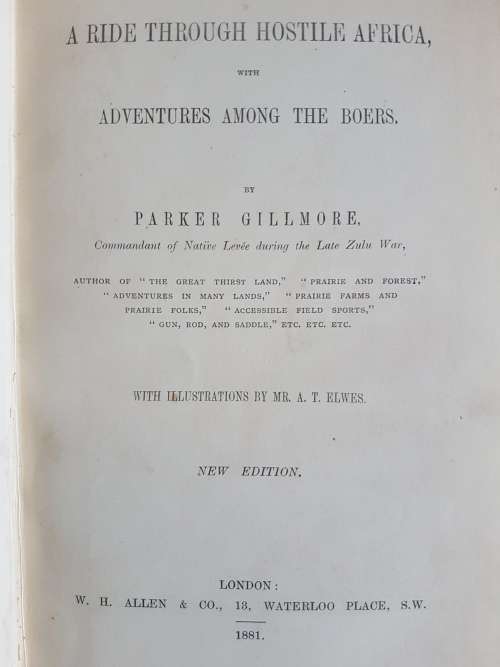 A RIDE THROUGH HOSTILE AFRICA,
WITH
ADVENTURES AMONG THE BOERS.
BY
PARKER GILLMORE,
Commandant of Natïve Levée during the Late Zulu War,
AUTHOR OF "THE GREAT THIRST LAND," "PRAIRIE AND FOREST,"
"ADVENTURES IN MANY LANDS," "PRAIRIE FARMS AND
PRAIRIE FOLKS," "ACCESSIBLE FIELD SPORTS,"
"GUN, ROD, AND SADDLE," ETC. ETC. ETC.
WITH ILLUSTRATIONS BY MR. A. T. ELWES.
NEW EDITION.
LONDON:
W. H. ALLEN & CO., 13, WATERLOO PLACE, S.W.
1881.